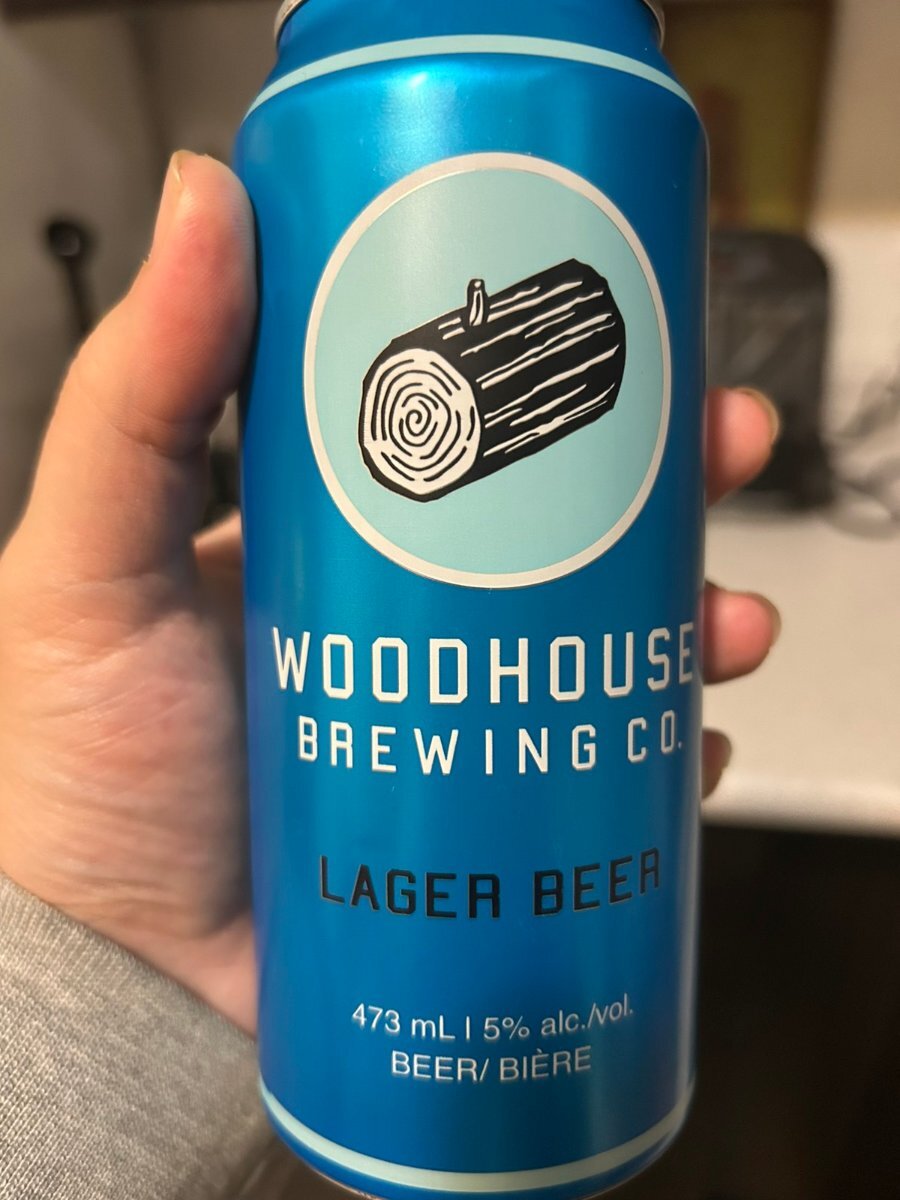 WOODHOUSE
BREWING CO.
LAGER BEER
473 mL | 5% alc./vol.
BEER/ BIÈRE